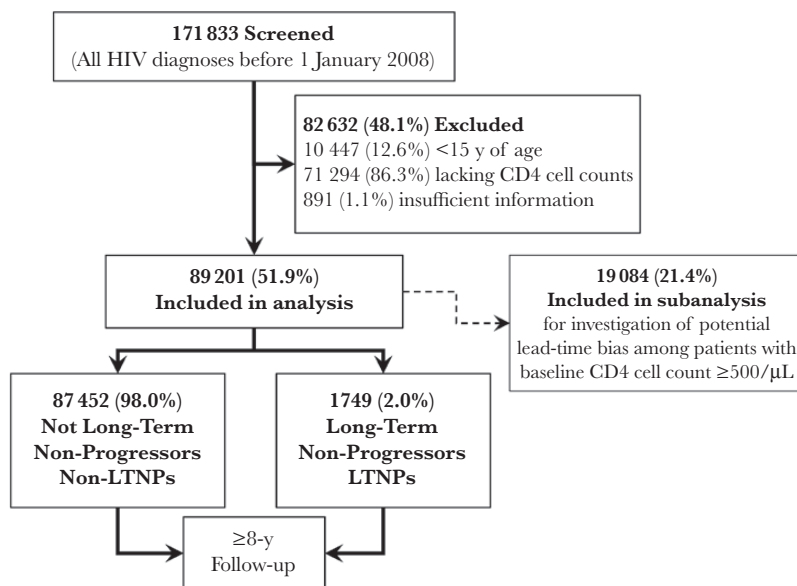 171 833 Screened
(All HIV diagnoses before 1 January 2008)
82 632 (48.1%) Excluded
10 447 (12.6%) <15 y of age
71 294 (86.3%) lacking CD4 cell counts
891 (1.1%) insufficient information
89 201 (51.9%)
Included in analysis
19 084 (21.4%)
Included in subanalysis
for investigation of potential
lead-time bias among patients with
baseline CD4 cell count ≥500/μL
87 452 (98.0%)
Not Long-Term
Non-Progressors
Non-LTNPs
1749 (2.0%)
Long-Term
Non-Progressors
LTNPs
≥8-y
Follow-up